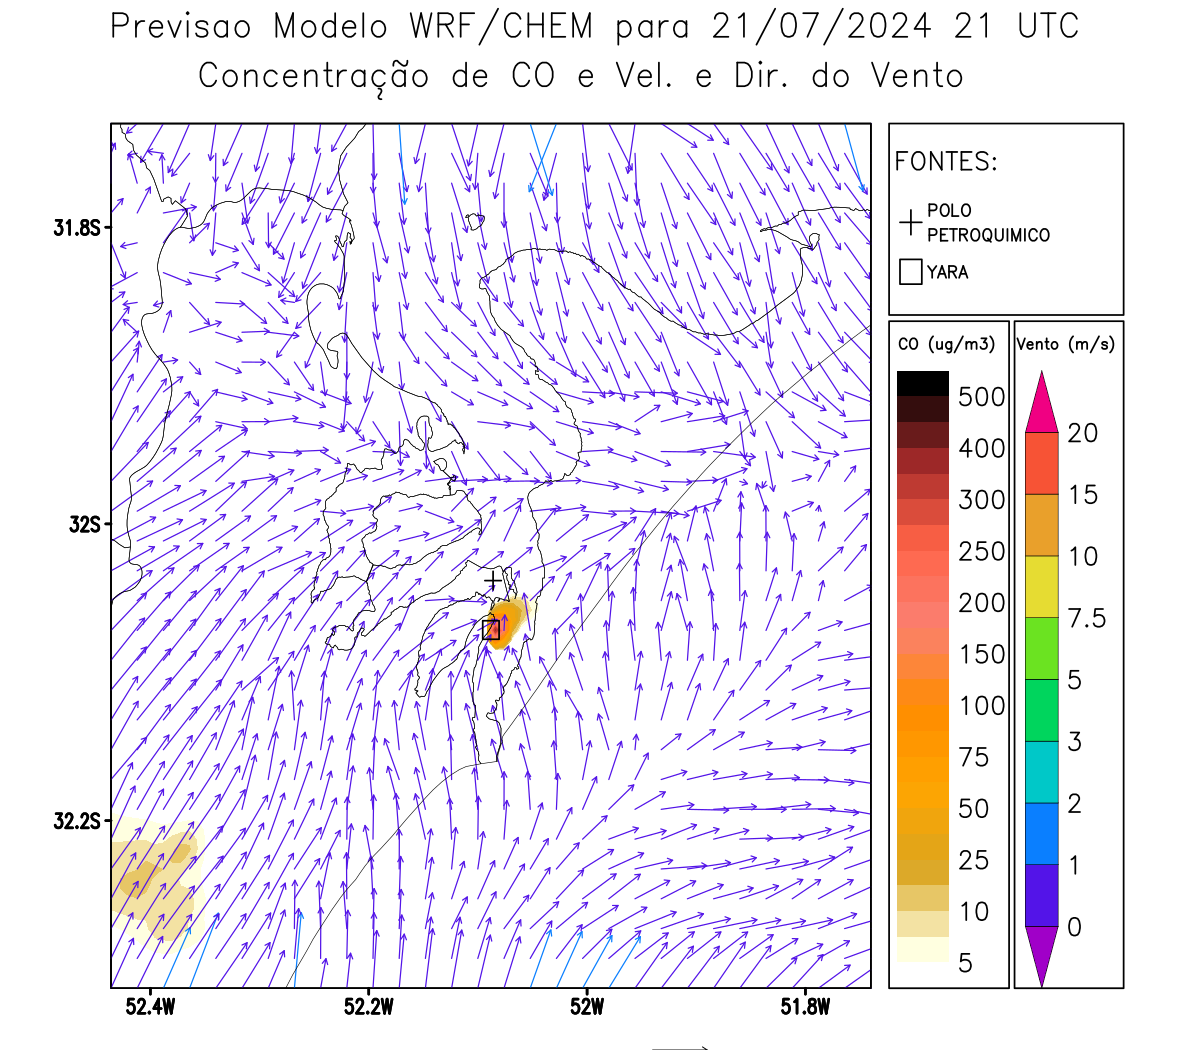 Previsao Modelo WRF/CHEM para 21/07/2024 21 UTC
Concentração de CO e Vel. e Dir. do Vento
FONTES:
POLO
PETROQUIMICO
YARA
CO (ug/m3)
500
400
300
250
200
150
100
75
50
25
10
5
Vento (m/s)
20
15
10
7.5
5
3
2
1
0
31.8S
32S
32.2S
52.4W
52.2W
52W
51.8W